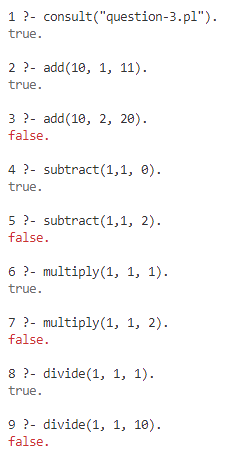 1 ?- consult("question-3.pl").
true.
2 ?- add(10, 1, 11).
true.
3 ?- add(10, 2, 20).
false.
4 ?- subtract(1,1, 0).
true.
5 ?- subtract(1,1, 2).
false.
6 ?- multiply(1, 1, 1).
true.
7 ?- multiply(1, 1, 2).
false.
8 ?- divide(1, 1, 1).
true.
9 ?- divide(1, 1, 10).
false.